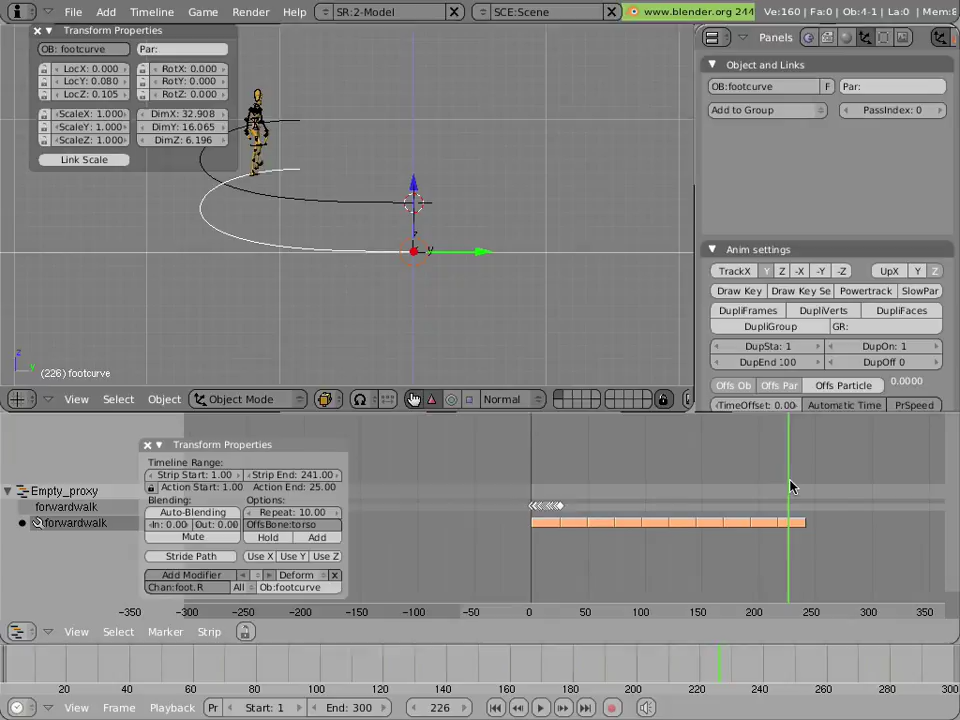 File Add Timeline Game Render Help SR:2-Model SCE:Scene www.blender.org 244 Ve:160 | Fa:0 | Ob:4-1 | La:0 | Mem:8
Transform Properties
OB: footcurve Par:
LocX: 0.000 RotX: 0.000
LocY: 0.080 RotY: 0.000
LocZ: 0.105 RotZ: 0.000
ScaleX: 1.000 DimX: 32.908
ScaleY: 1.000 DimY: 16.065
ScaleZ: 1.000 DimZ: 6.196
Link Scale
z
y
z
y
(226) footcurve
View Select Object Object Mode Normal
Panels
Object and Links
OB:footcurve F Par:
Add to Group PassIndex: 0
Anim settings
TrackX Y Z -X -Y -Z UpX Y Z
Draw Key Draw Key Se Powertrack SlowPar
DupliFrames DupliVerts DupliFaces
DupliGroup GR:
DupSta: 1 DupOn: 1
DupEnd 100 DupOff 0
Offs Ob Offs Par Offs Particle 0.0000
TimeOffset: 0.00 Automatic Time PrSpeed
Empty_proxy
forwardwalk
forwardwalk
Transform Properties
Timeline Range:
Strip Start: 1.00 Strip End: 241.00
Action Start: 1.00 Action End: 25.00
Blending: Options:
Auto-Blending Repeat: 10.00
In: 0.00 Out: 0.00 OffsBone:torso
Mute Hold Add
Stride Path Use X Use Y Use Z
Add Modifier Deform X
Chan:foot.R All Ob:footcurve
-350 -300 -250 -200 -150 -100 -50 0 50 100 150 200 250 300 350
View Select Marker Strip
20 40 60 80 100 120 140 160 180 200 220 240 260 280 300
View Frame Playback Pr Start: 1 End: 300 226